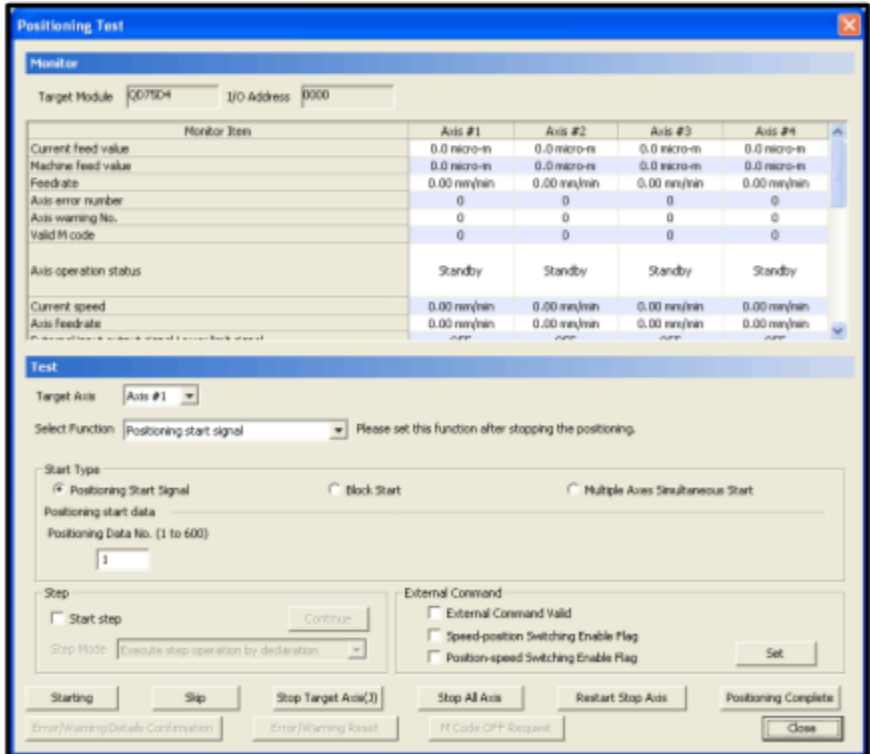 Positioning Test
Monitor
Target Module QD75D4 I/O Address 0000
Monitor Item Axis #1 Axis #2 Axis #3 Axis #4
Current feed value 0.0 micro-m 0.0 micro-m 0.0 micro-m 0.0 micro-m
Machine feed value 0.0 micro-m 0.0 micro-m 0.0 micro-m 0.0 micro-m
Feedrate 0.00 mm/min 0.00 mm/min 0.00 mm/min 0.00 mm/min
Axis error number 0 0 0 0
Axis warning No. 0 0 0 0
Valid M code 0 0 0 0
Axis operation status Standby Standby Standby Standby
Current speed 0.00 mm/min 0.00 mm/min 0.00 mm/min 0.00 mm/min
Axis feedrate 0.00 mm/min 0.00 mm/min 0.00 mm/min 0.00 mm/min
Test
Target Axis Axis #1
Select Function Positioning start signal Please set this function after stopping the positioning.
Start Type
Positioning Start Signal Block Start Multiple Axes Simultaneous Start
Positioning start data
Positioning Data No. (1 to 600)
1
Step External Command
Start step Continue External Command Valid
Speed-position Switching Enable Flag
Step Mode Execute step operation by declaration Position-speed Switching Enable Flag Set
Starting Skip Stop Target Axis(J) Stop All Axis Restart Stop Axis Positioning Complete
Error/Warning Details Confirmation Error/Warning Reset M Code OFF Request Close